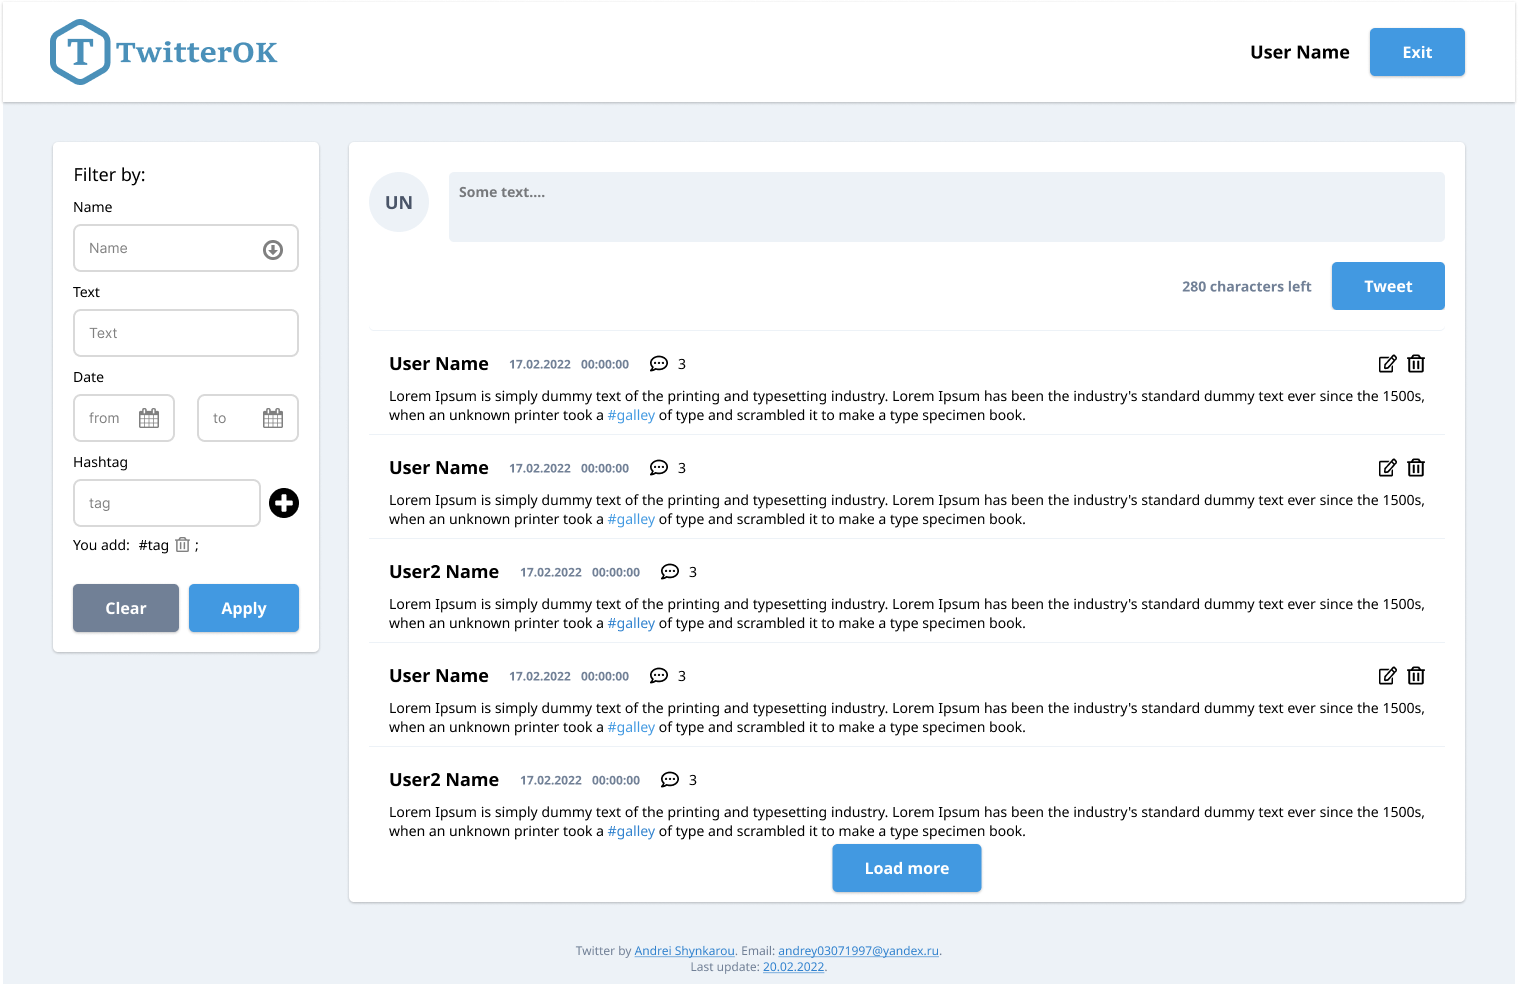 T TwitterOK
User Name
Exit
Filter by:
Name
Name
Text
Text
Date
from
to
Hashtag
tag
You add: #tag ;
Clear
Apply
UN
Some text....
280 characters left
Tweet
User Name 17.02.2022 00:00:00 3
Lorem Ipsum is simply dummy text of the printing and typesetting industry. Lorem Ipsum has been the industry's standard dummy text ever since the 1500s,
when an unknown printer took a #galley of type and scrambled it to make a type specimen book.
User Name 17.02.2022 00:00:00 3
Lorem Ipsum is simply dummy text of the printing and typesetting industry. Lorem Ipsum has been the industry's standard dummy text ever since the 1500s,
when an unknown printer took a #galley of type and scrambled it to make a type specimen book.
User2 Name 17.02.2022 00:00:00 3
Lorem Ipsum is simply dummy text of the printing and typesetting industry. Lorem Ipsum has been the industry's standard dummy text ever since the 1500s,
when an unknown printer took a #galley of type and scrambled it to make a type specimen book.
User Name 17.02.2022 00:00:00 3
Lorem Ipsum is simply dummy text of the printing and typesetting industry. Lorem Ipsum has been the industry's standard dummy text ever since the 1500s,
when an unknown printer took a #galley of type and scrambled it to make a type specimen book.
User2 Name 17.02.2022 00:00:00 3
Lorem Ipsum is simply dummy text of the printing and typesetting industry. Lorem Ipsum has been the industry's standard dummy text ever since the 1500s,
when an unknown printer took a #galley of type and scrambled it to make a type specimen book.
Load more
Twitter by Andrei Shynkarou. Email: andrey03071997@yandex.ru.
Last update: 20.02.2022.